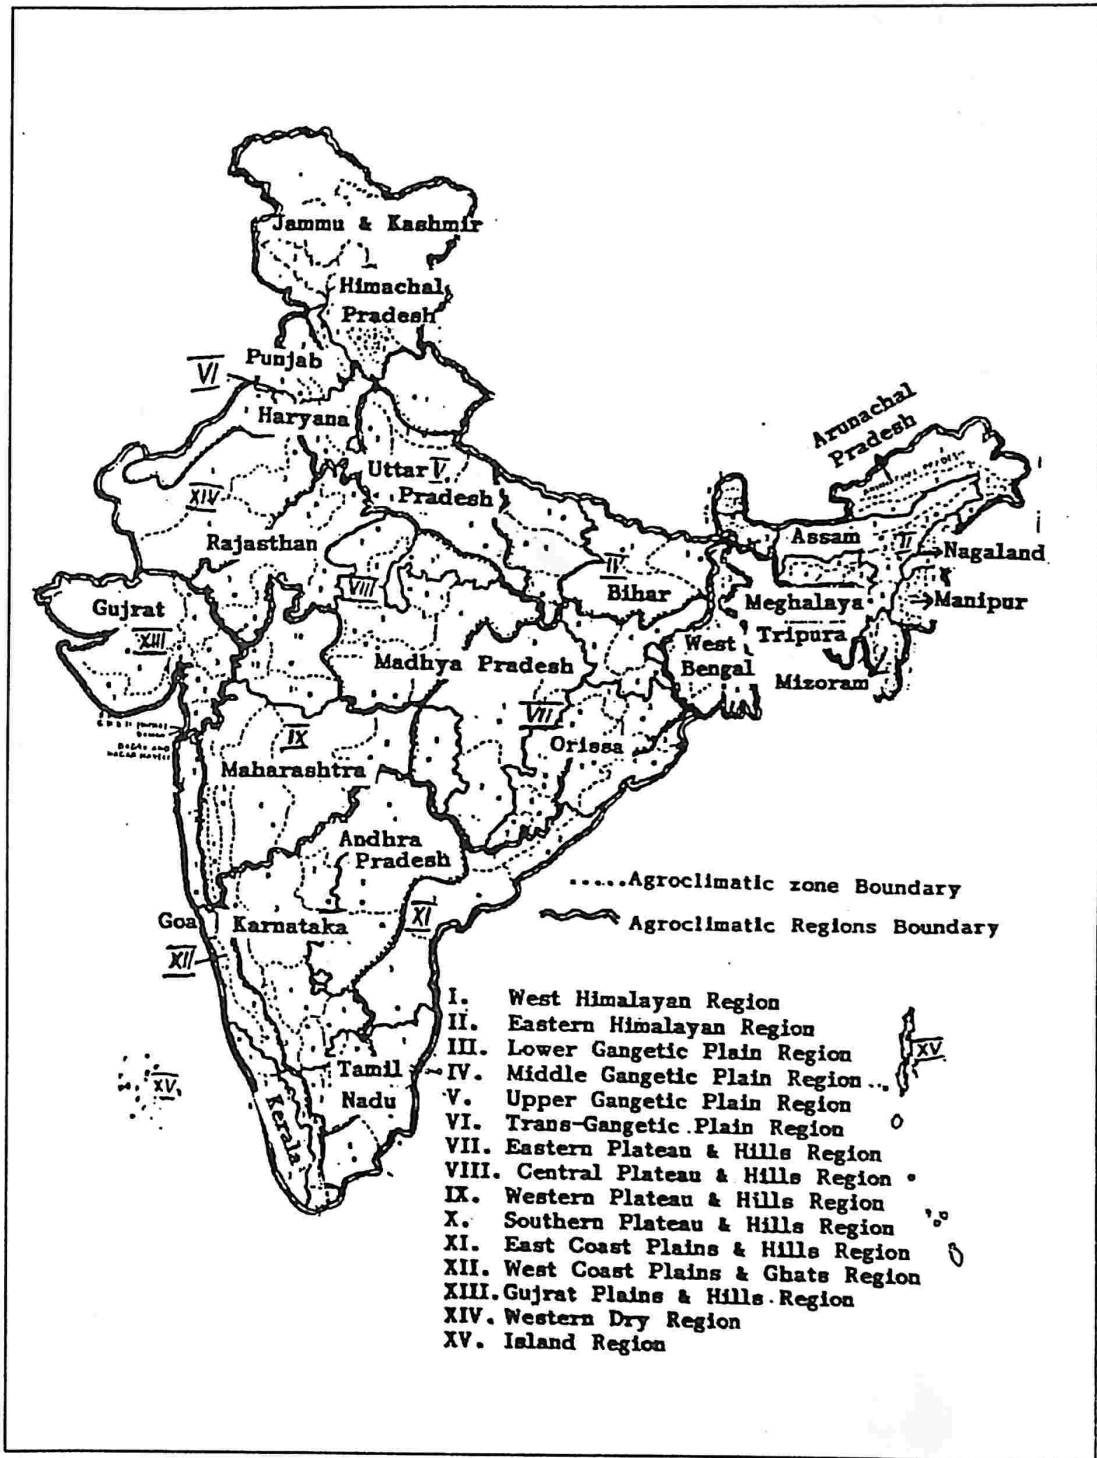 Jammu & Kashmir
Himachal
Pradesh
Punjab
VI
Haryana
Arunachal
Pradesh
Uttar V
Pradesh
XIV
Assam
II
Nagaland
Rajasthan
IV
Bihar
VIII
Gujrat
Meghalaya
Manipur
XIII
Tripura
West
Bengal
Madhya Pradesh
Mizoram
VII
IX
Orissa
DAMAN
DADAR AND
NAGAR HAVELI
Maharashtra
Andhra
Pradesh
.....Agroclimatic zone Boundary
XI
Goa
Karnataka
Agroclimatic Regions Boundary
XII
I. West Himalayan Region
II. Eastern Himalayan Region
III. Lower Gangetic Plain Region
XV
Tamil
Nadu
IV. Middle Gangetic Plain Region
XV
V. Upper Gangetic Plain Region
Kerala
VI. Trans-Gangetic Plain Region
VII. Eastern Plateau & Hills Region
VIII. Central Plateau & Hills Region
IX. Western Plateau & Hills Region
X. Southern Plateau & Hills Region
XI. East Coast Plains & Hills Region
XII. West Coast Plains & Ghats Region
XIII. Gujrat Plains & Hills Region
XIV. Western Dry Region
XV. Island Region